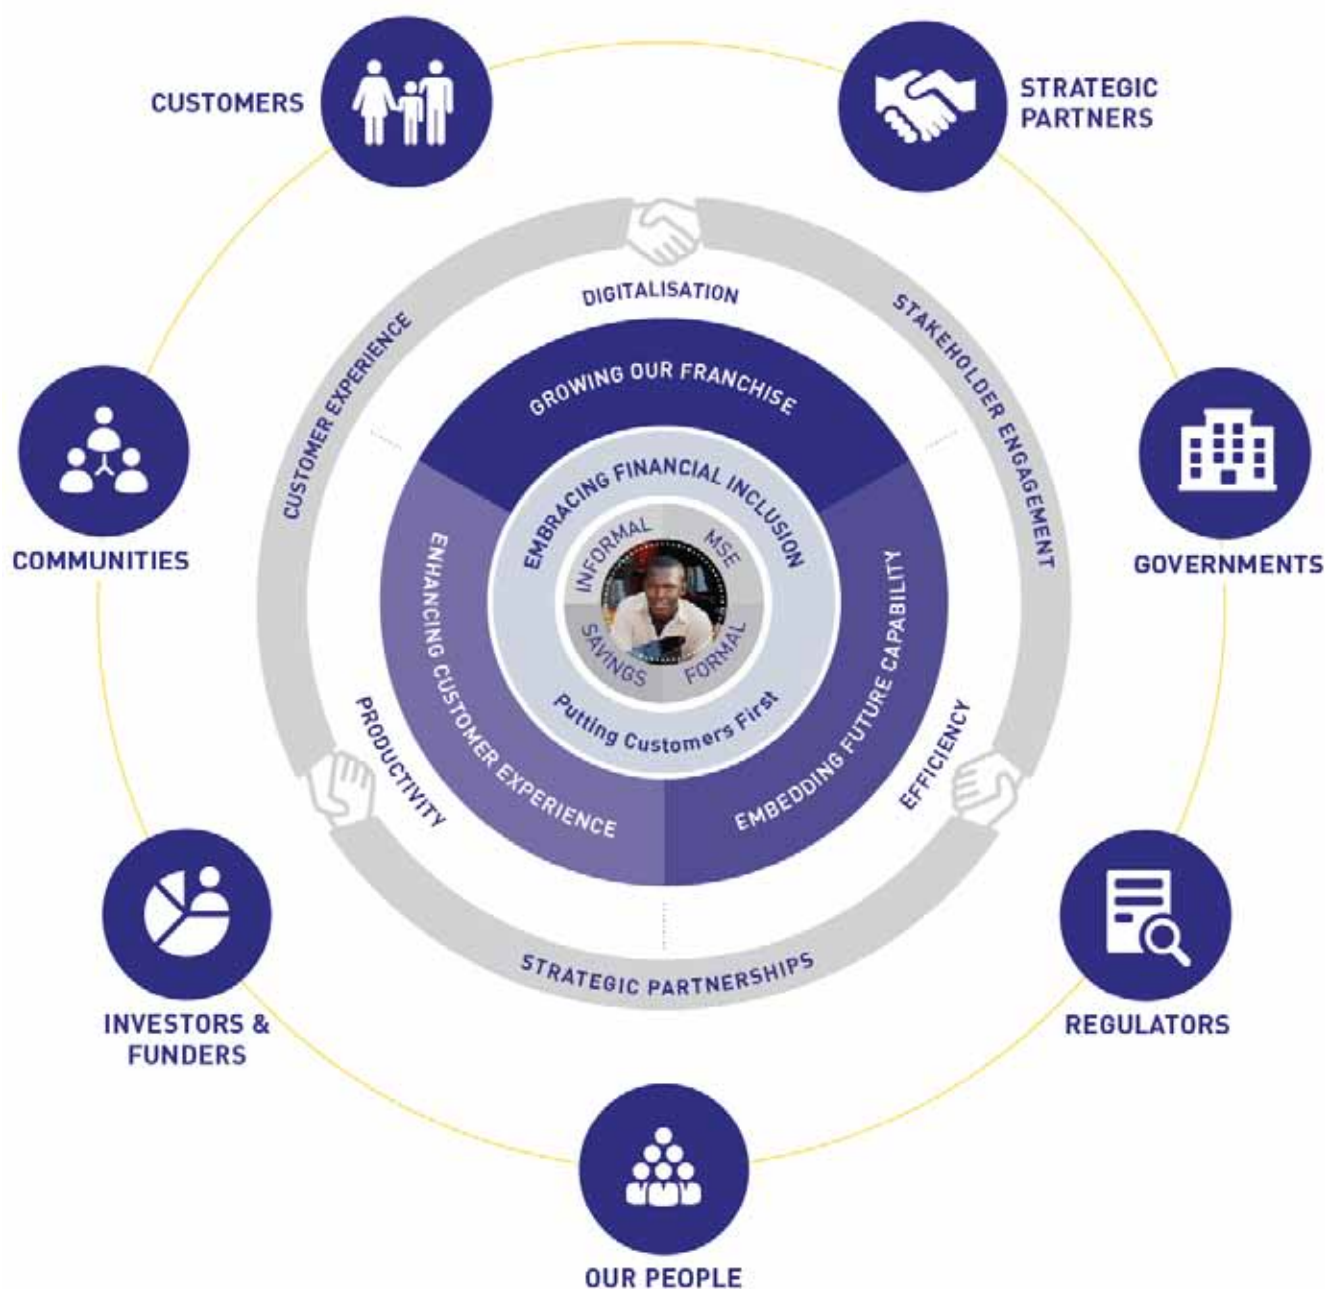 CUSTOMERS
STRATEGIC
PARTNERS
DIGITALISATION
CUSTOMER EXPERIENCE
STAKEHOLDER ENGAGEMENT
GROWING OUR FRANCHISE
COMMUNITIES
GOVERNMENTS
EMBRACING FINANCIAL INCLUSION
INFORMAL
MSE
SAVINGS
FORMAL
Putting Customers First
ENHANCING CUSTOMER EXPERIENCE
EMBEDDING FUTURE CAPABILITY
PRODUCTIVITY
EFFICIENCY
STRATEGIC PARTNERSHIPS
INVESTORS &
FUNDERS
REGULATORS
OUR PEOPLE